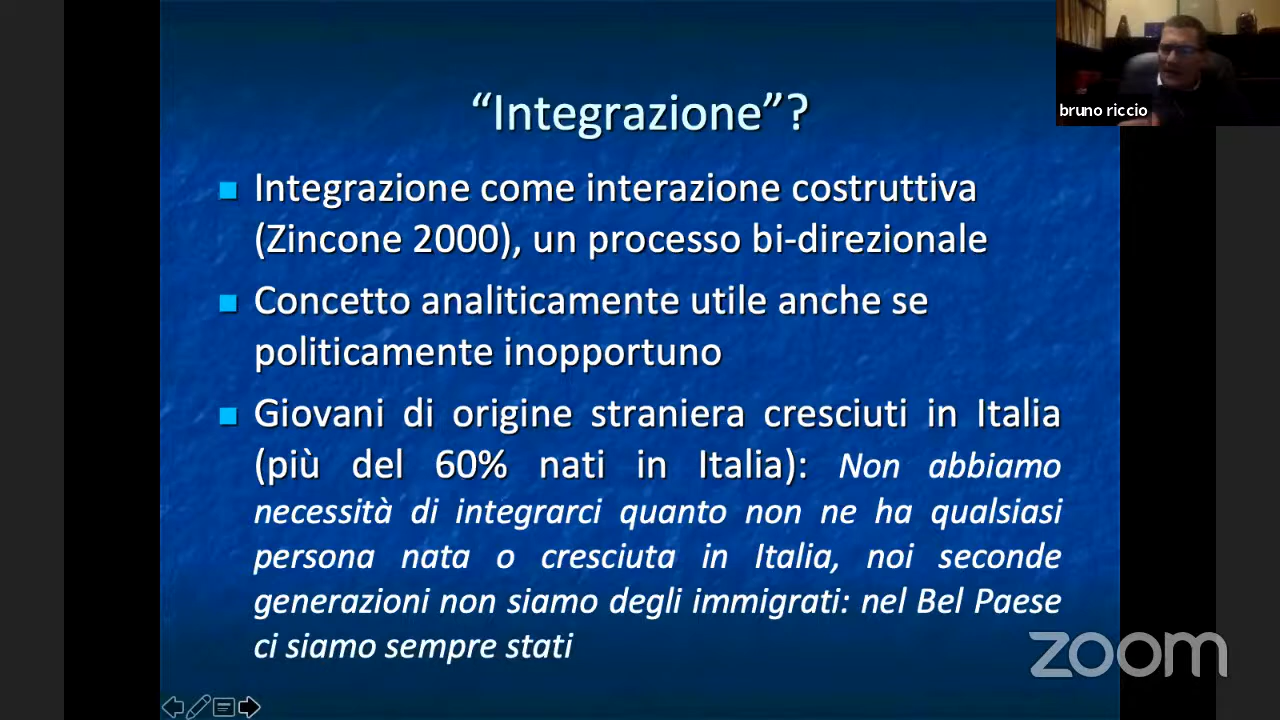 bruno riccio
“Integrazione”?
Integrazione come interazione costruttiva
(Zincone 2000), un processo bi-direzionale
Concetto analiticamente utile anche se
politicamente inopportuno
Giovani di origine straniera cresciuti in Italia
(più del 60% nati in Italia): Non abbiamo
necessità di integrarci quanto non ne ha qualsiasi
persona nata o cresciuta in Italia, noi seconde
generazioni non siamo degli immigrati: nel Bel Paese
ci siamo sempre stati
zoom